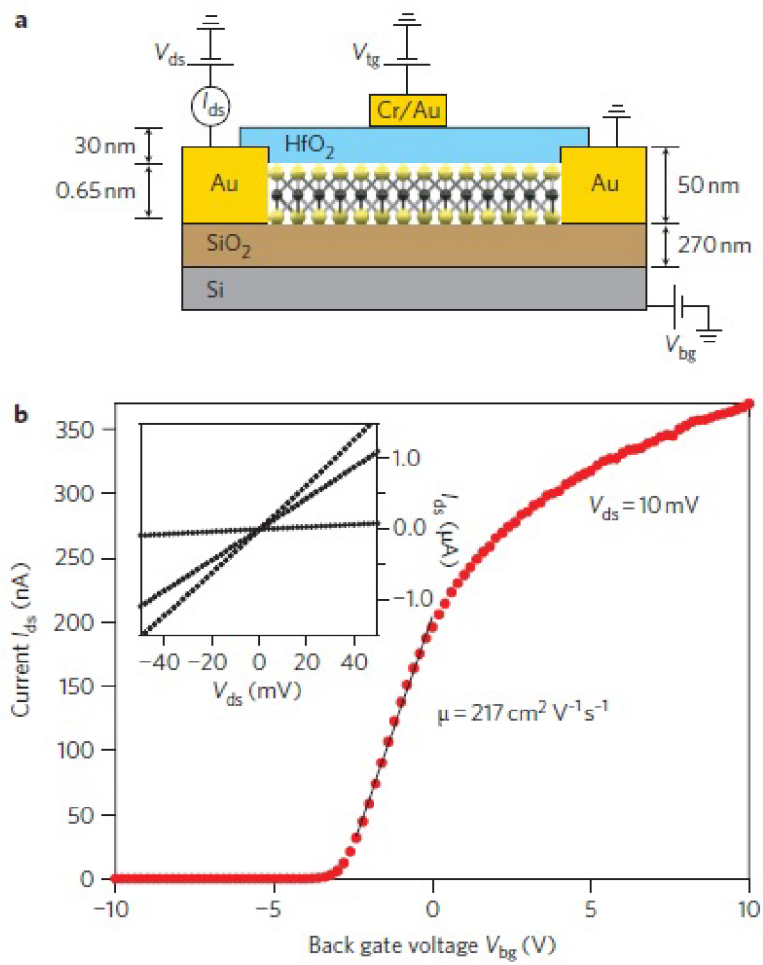 a
V_ds
V_tg
I_ds
Cr/Au
30 nm
HfO₂
0.65 nm
Au
Au
50 nm
SiO₂
270 nm
Si
V_bg
b
350
300
250
200
150
100
50
0
Current I_ds (nA)
1.0
0.0
−1.0
I_ds (μA)
−40 −20 0 20 40
V_ds (mV)
V_ds = 10 mV
μ = 217 cm² V⁻¹ s⁻¹
−10 −5 0 5 10
Back gate voltage V_bg (V)